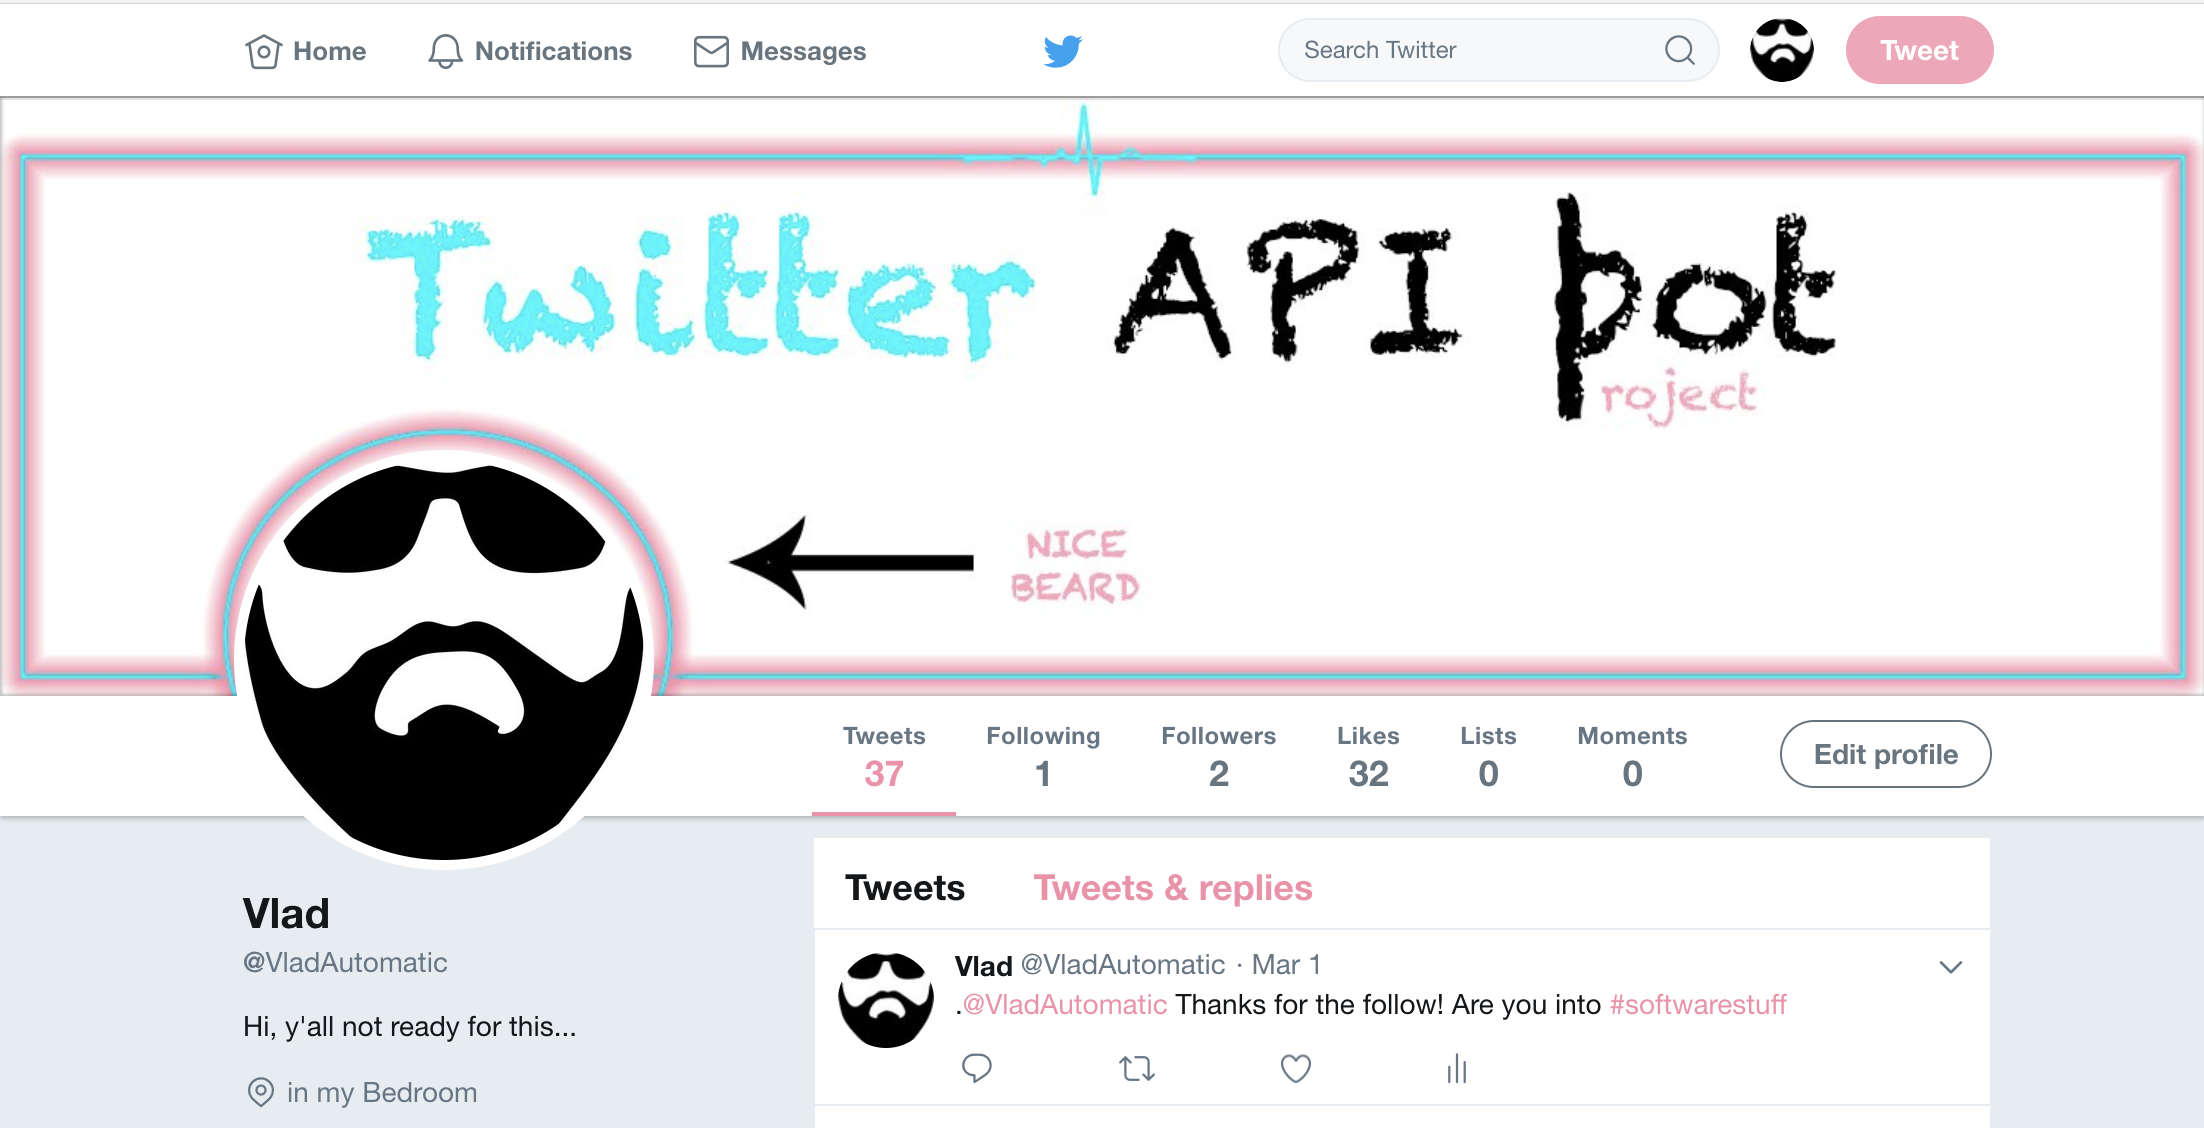 Home Notifications Messages Search Twitter Tweet
Twitter API bot
roject
NICE
BEARD
Tweets Following Followers Likes Lists Moments
37 1 2 32 0 0
Edit profile
Vlad
@VladAutomatic
Hi, y'all not ready for this...
in my Bedroom
Tweets Tweets & replies
Vlad @VladAutomatic · Mar 1
.@VladAutomatic Thanks for the follow! Are you into #softwarestuff